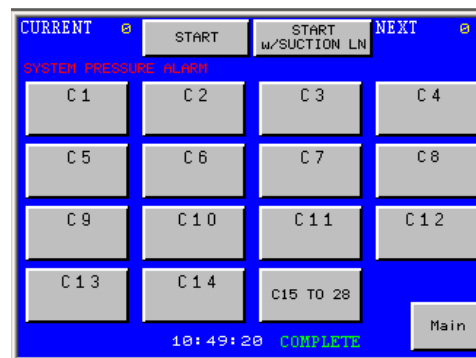 CURRENT 0 START START NEXT 0
w/SUCTION LN
SYSTEM PRESSURE ALARM
C1 C2 C3 C4
C5 C6 C7 C8
C9 C10 C11 C12
C13 C14 C15 TO 28
Main
10:49:20 COMPLETE